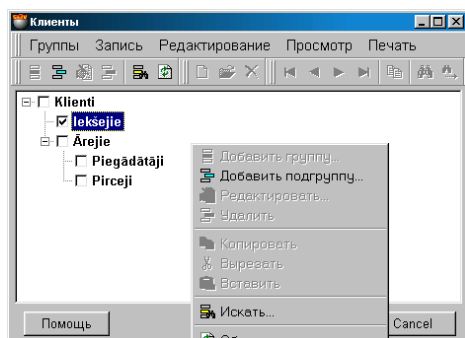 Клиенты
Группы Запись Редактирование Просмотр Печать
Klienti
Iekšejie
Ārejie
Piegādātāji
Pirceji
Добавить группу...
Добавить подгруппу...
Редактировать...
Удалить
Копировать
Вырезать
Вставить
Искать...
Помощь
Cancel